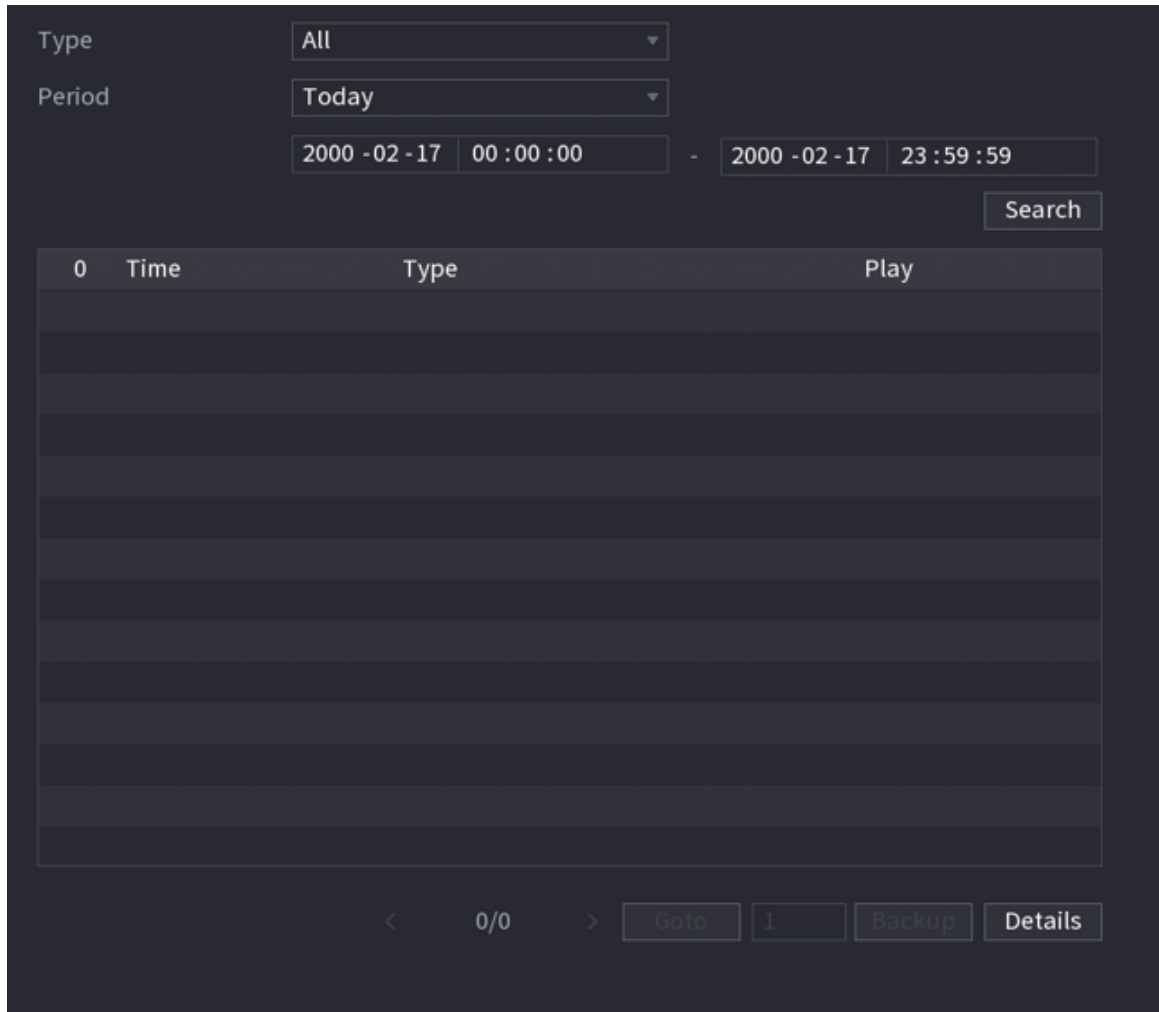 Type All
Period Today
2000 -02 -17 00 :00 :00 - 2000 -02 -17 23 :59 :59
Search
0 Time Type Play
0/0 Goto 1 Backup Details